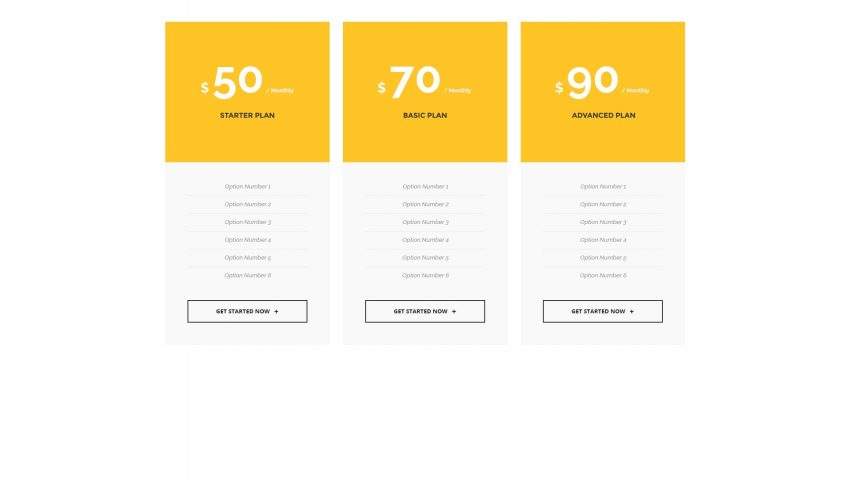 $ 50 / Monthly
STARTER PLAN
Option Number 1
Option Number 2
Option Number 3
Option Number 4
Option Number 5
Option Number 6
GET STARTED NOW +
$ 70 / Monthly
BASIC PLAN
Option Number 1
Option Number 2
Option Number 3
Option Number 4
Option Number 5
Option Number 6
GET STARTED NOW +
$ 90 / Monthly
ADVANCED PLAN
Option Number 1
Option Number 2
Option Number 3
Option Number 4
Option Number 5
Option Number 6
GET STARTED NOW +